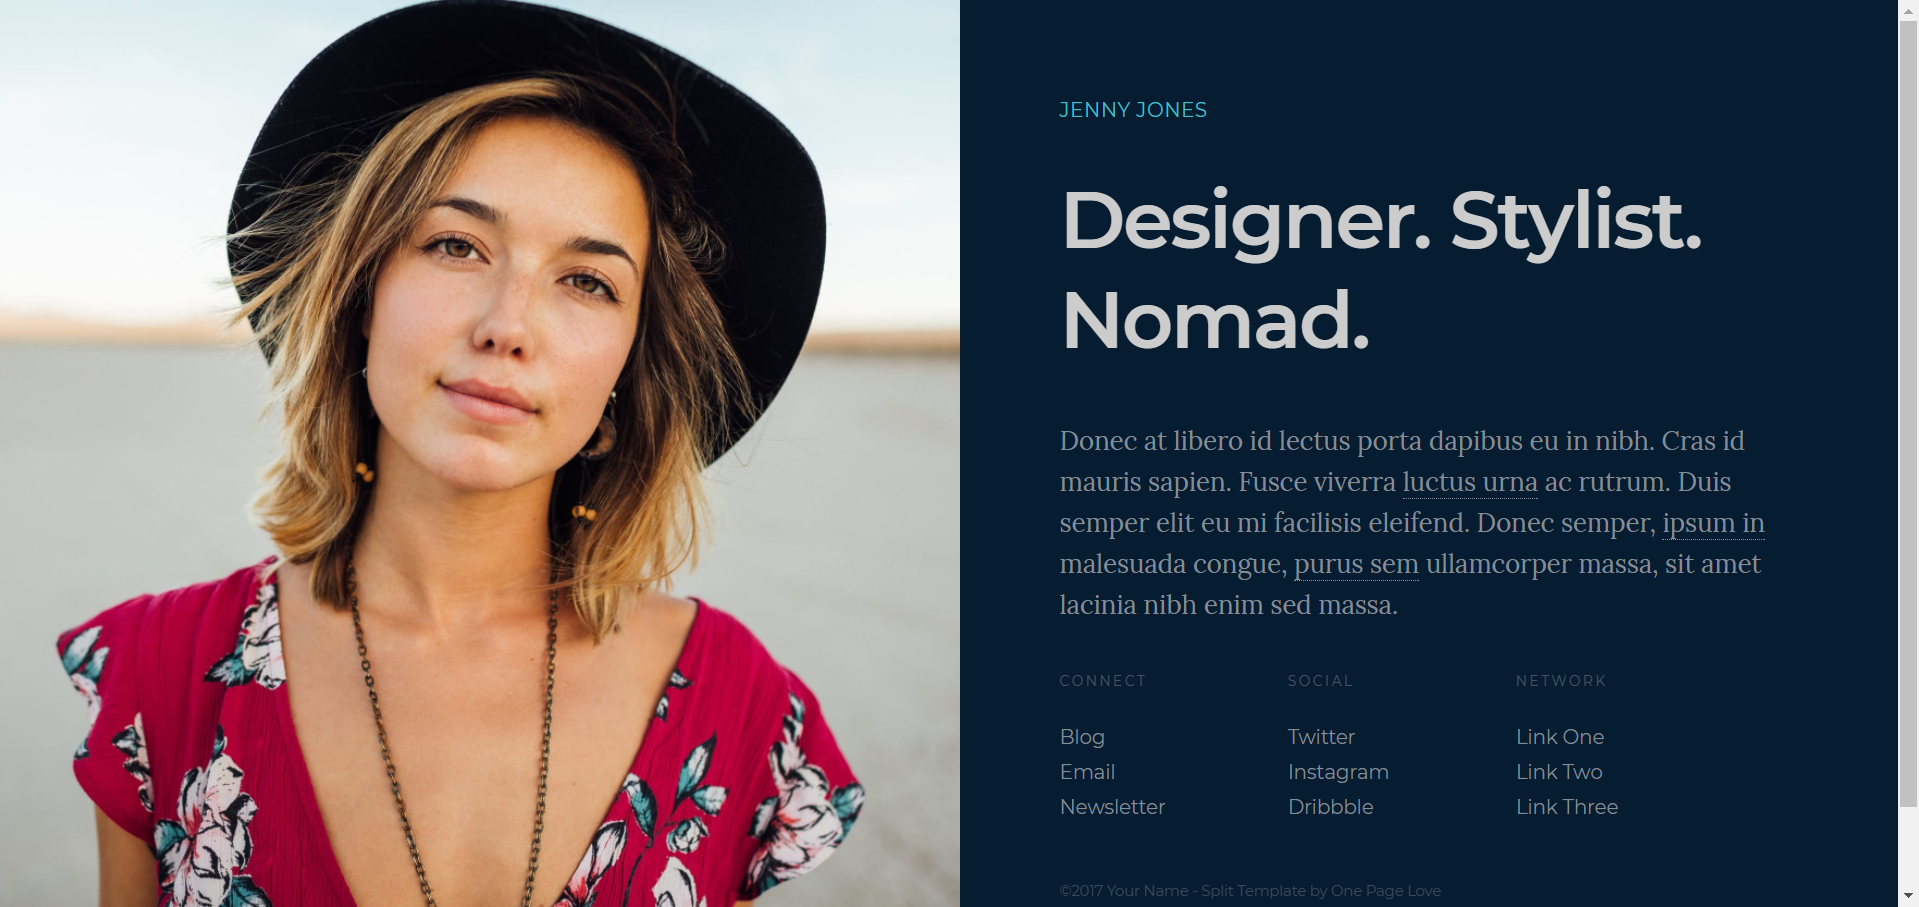 JENNY JONES
Designer. Stylist.
Nomad.
Donec at libero id lectus porta dapibus eu in nibh. Cras id
mauris sapien. Fusce viverra luctus urna ac rutrum. Duis
semper elit eu mi facilisis eleifend. Donec semper, ipsum in
malesuada congue, purus sem ullamcorper massa, sit amet
lacinia nibh enim sed massa.
CONNECT
Blog
Email
Newsletter
SOCIAL
Twitter
Instagram
Dribbble
NETWORK
Link One
Link Two
Link Three
©2017 Your Name - Split Template by One Page Love